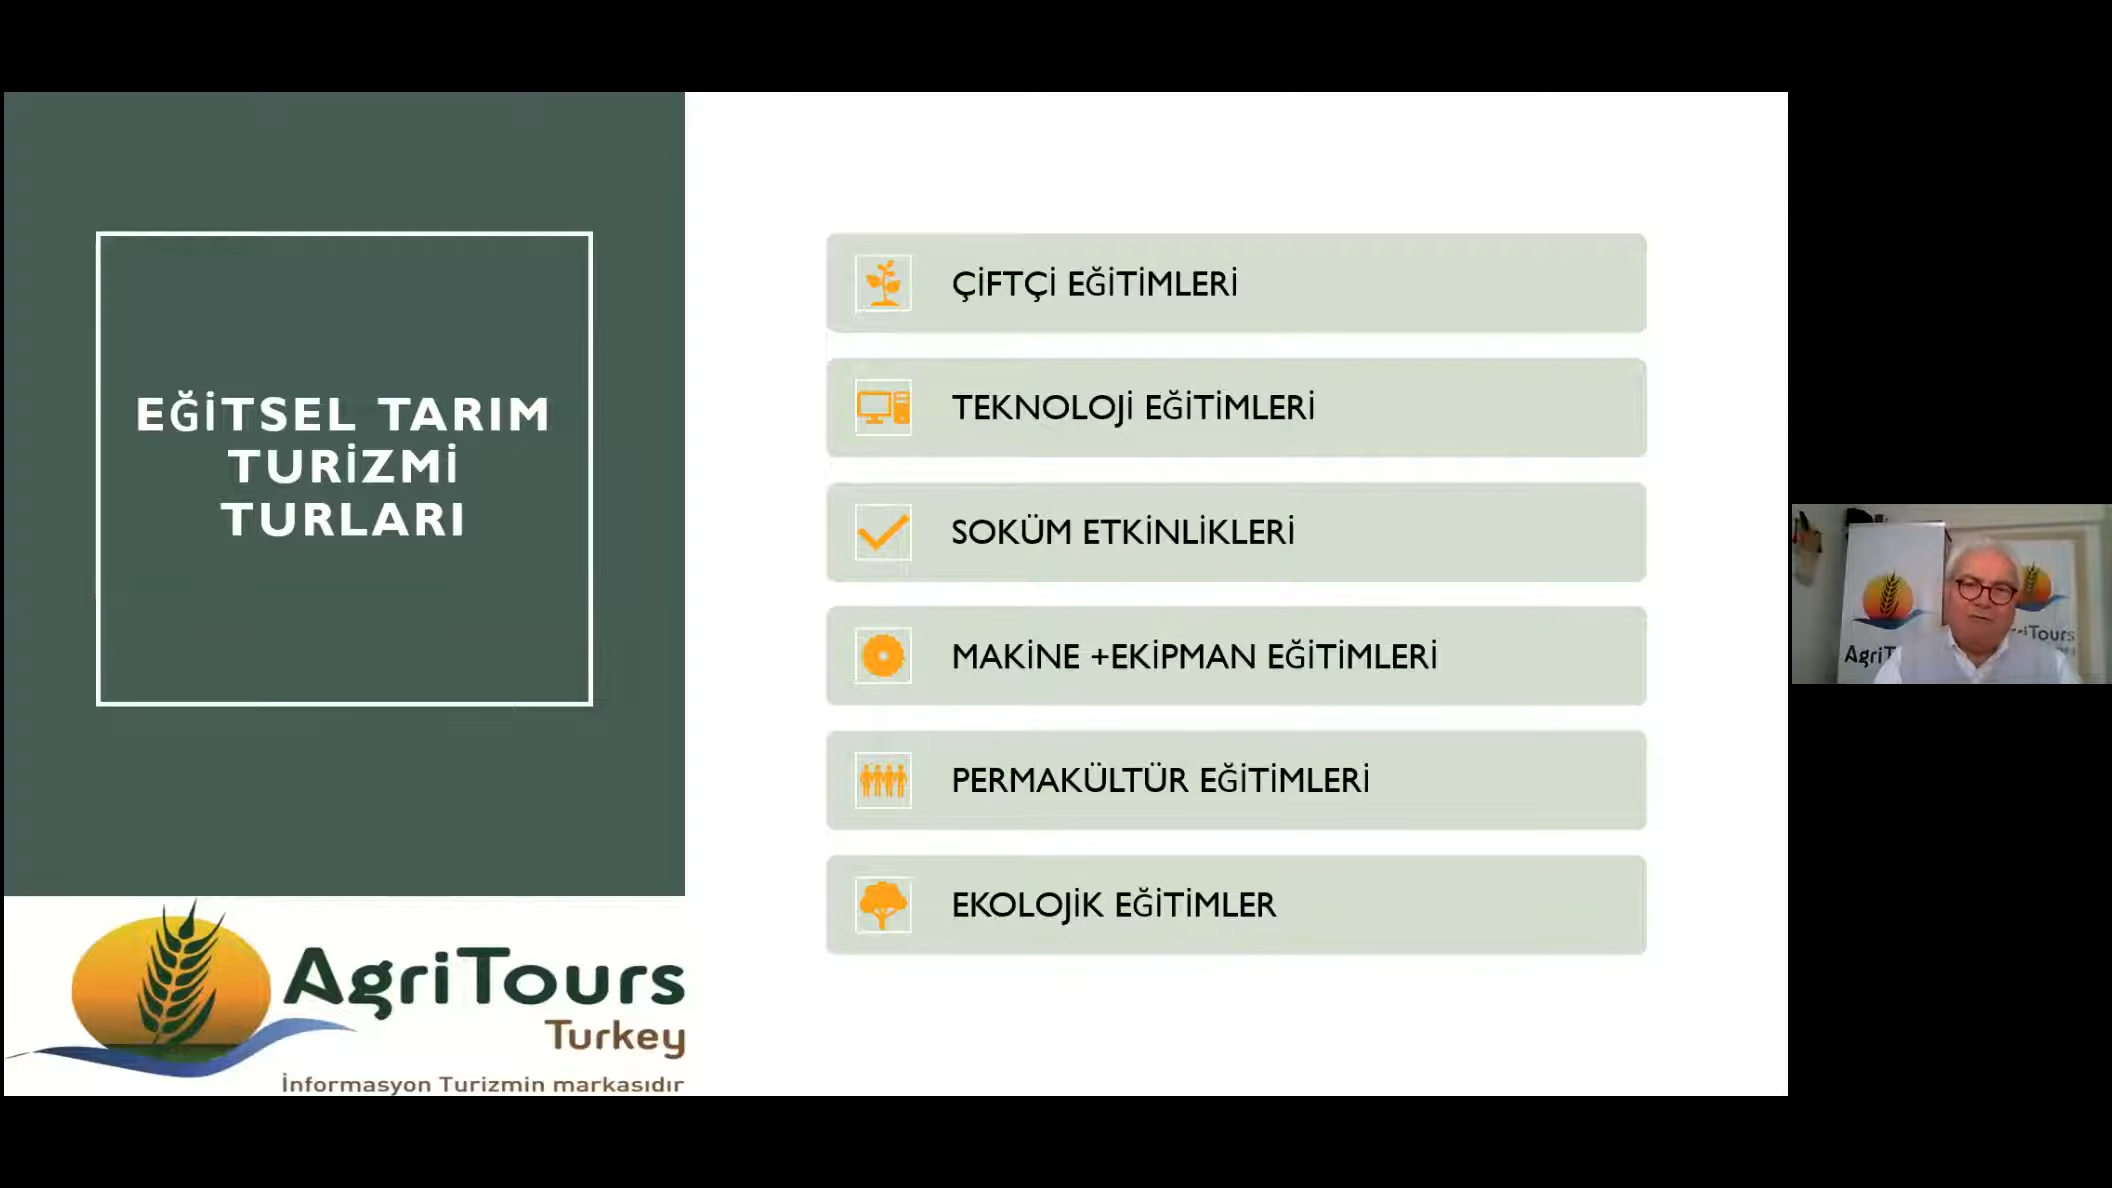 EĞİTSEL TARIM
TURİZMİ
TURLARI
ÇİFTÇİ EĞİTİMLERİ
TEKNOLOJİ EĞİTİMLERİ
SOKÜM ETKİNLİKLERİ
MAKİNE +EKİPMAN EĞİTİMLERİ
PERMAKÜLTÜR EĞİTİMLERİ
EKOLOJİK EĞİTİMLER
AgriTours
Turkey
İnformasyon Turizmin markasıdır